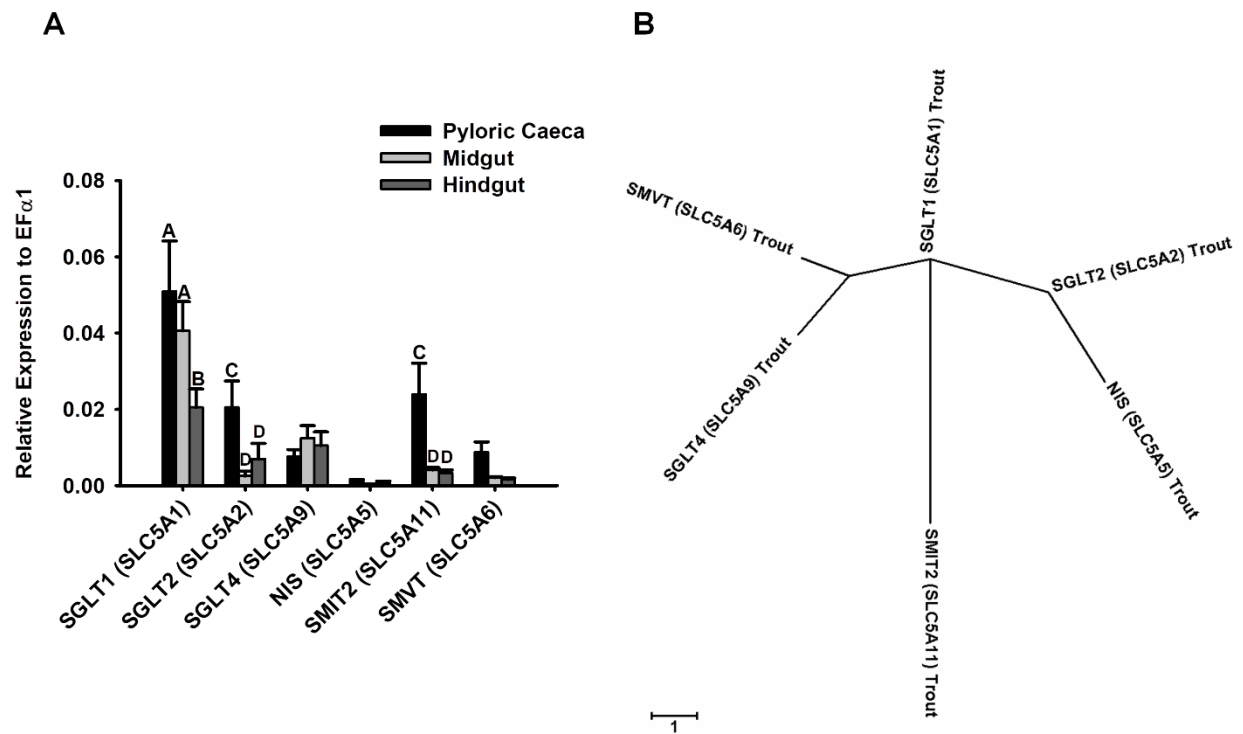 A
B
Pyloric Caeca
Midgut
Hindgut
Relative Expression to EFα1
0.08
0.06
0.04
0.02
0.00
A
A
B
C
D
D
C
D
D
SGLT1 (SLC5A1)
SGLT2 (SLC5A2)
SGLT4 (SLC5A9)
NIS (SLC5A5)
SMIT2 (SLC5A11)
SMVT (SLC5A6)
SGLT1 (SLC5A1) Trout
SMVT (SLC5A6) Trout
SGLT2 (SLC5A2) Trout
SGLT4 (SLC5A9) Trout
NIS (SLC5A5) Trout
SMIT2 (SLC5A11) Trout
1